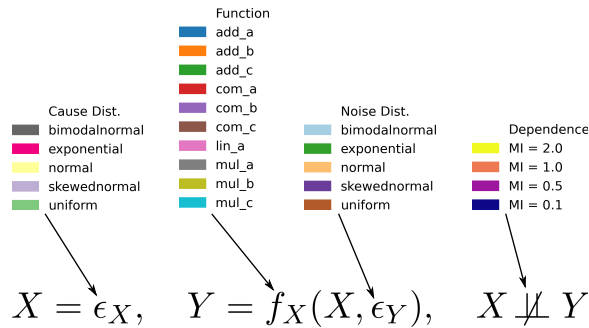 Function
add_a
add_b
add_c
com_a
com_b
com_c
lin_a
mul_a
mul_b
mul_c
Cause Dist.
bimodalnormal
exponential
normal
skewednormal
uniform
Noise Dist.
bimodalnormal
exponential
normal
skewednormal
uniform
Dependence
MI = 2.0
MI = 1.0
MI = 0.5
MI = 0.1
X = ϵ_X, Y = f_X(X, ϵ_Y), X ⫫̸ Y